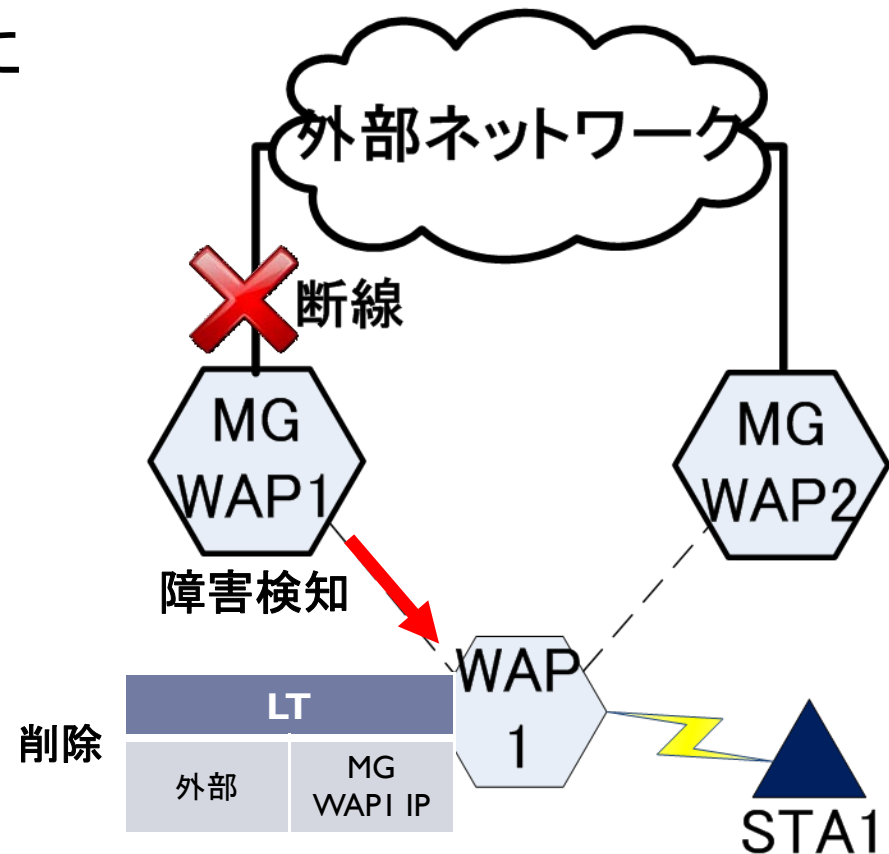 に
外部ネットワーク
断線
MG
WAP1
MG
WAP2
障害検知
WAP
1
削除
LT
外部
MG
WAP1 IP
STA1